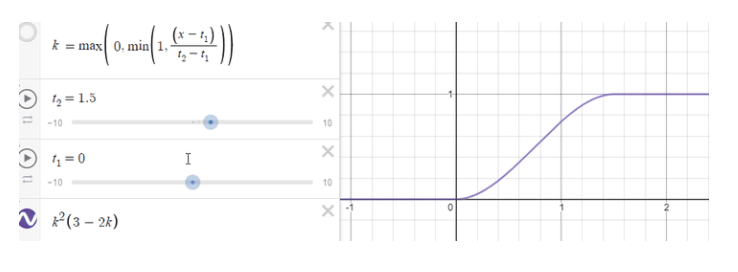 k = max(0, min(1, (x − t₁)/(t₂ − t₁)))
t₂ = 1.5
-10 10
t₁ = 0
-10 10
k²(3 − 2k)
1
-1 0 1 2